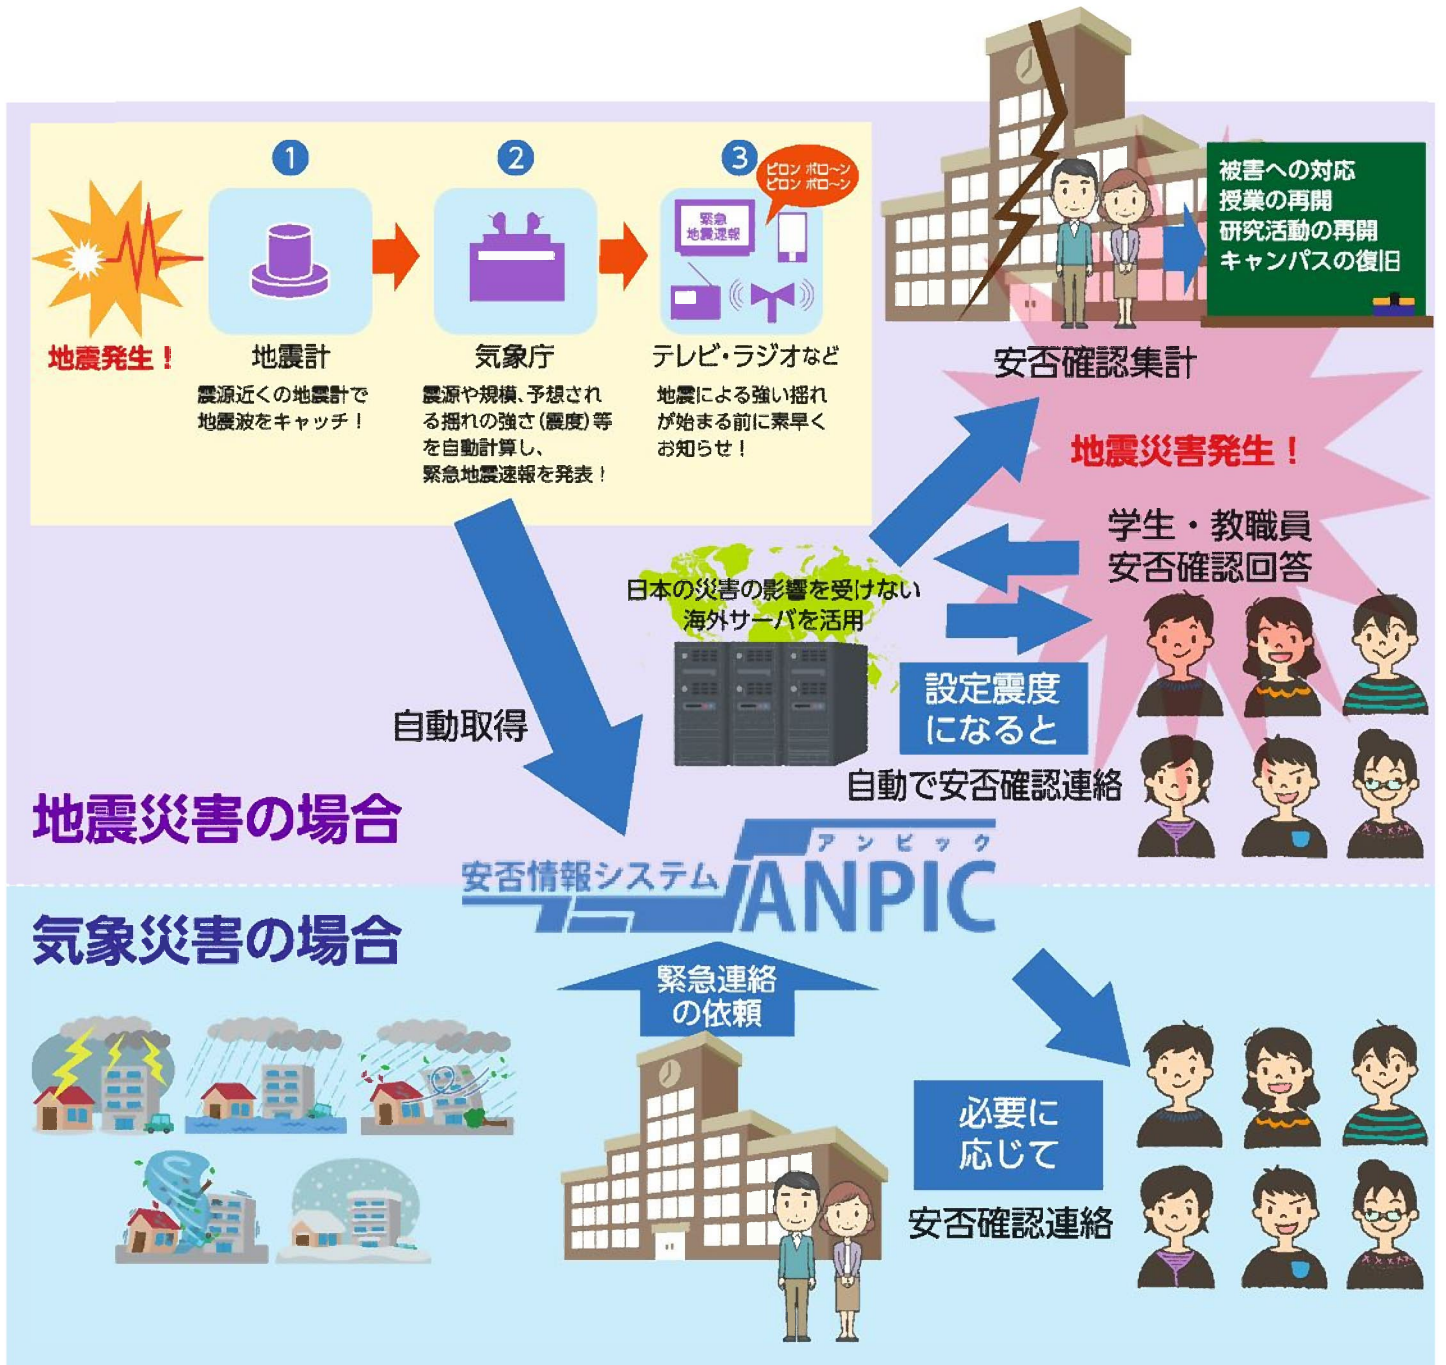 1
2
3
ピロン ポロ～ン
ピロン ポロ～ン
緊急
地震速報
地震発生！
地震計
震源近くの地震計で
地震波をキャッチ！
気象庁
震源や規模、予想され
る揺れの強さ(震度)等
を自動計算し、
緊急地震速報を発表！
テレビ・ラジオなど
地震による強い揺れ
が始まる前に素早く
お知らせ！
被害への対応
授業の再開
研究活動の再開
キャンパスの復旧
安否確認集計
地震災害発生！
学生・教職員
安否確認回答
日本の災害の影響を受けない
海外サーバを活用
設定震度
になると
自動で安否確認連絡
自動取得
地震災害の場合
安否情報システム
アンピック
ANPIC
気象災害の場合
緊急連絡
の依頼
必要に
応じて
安否確認連絡